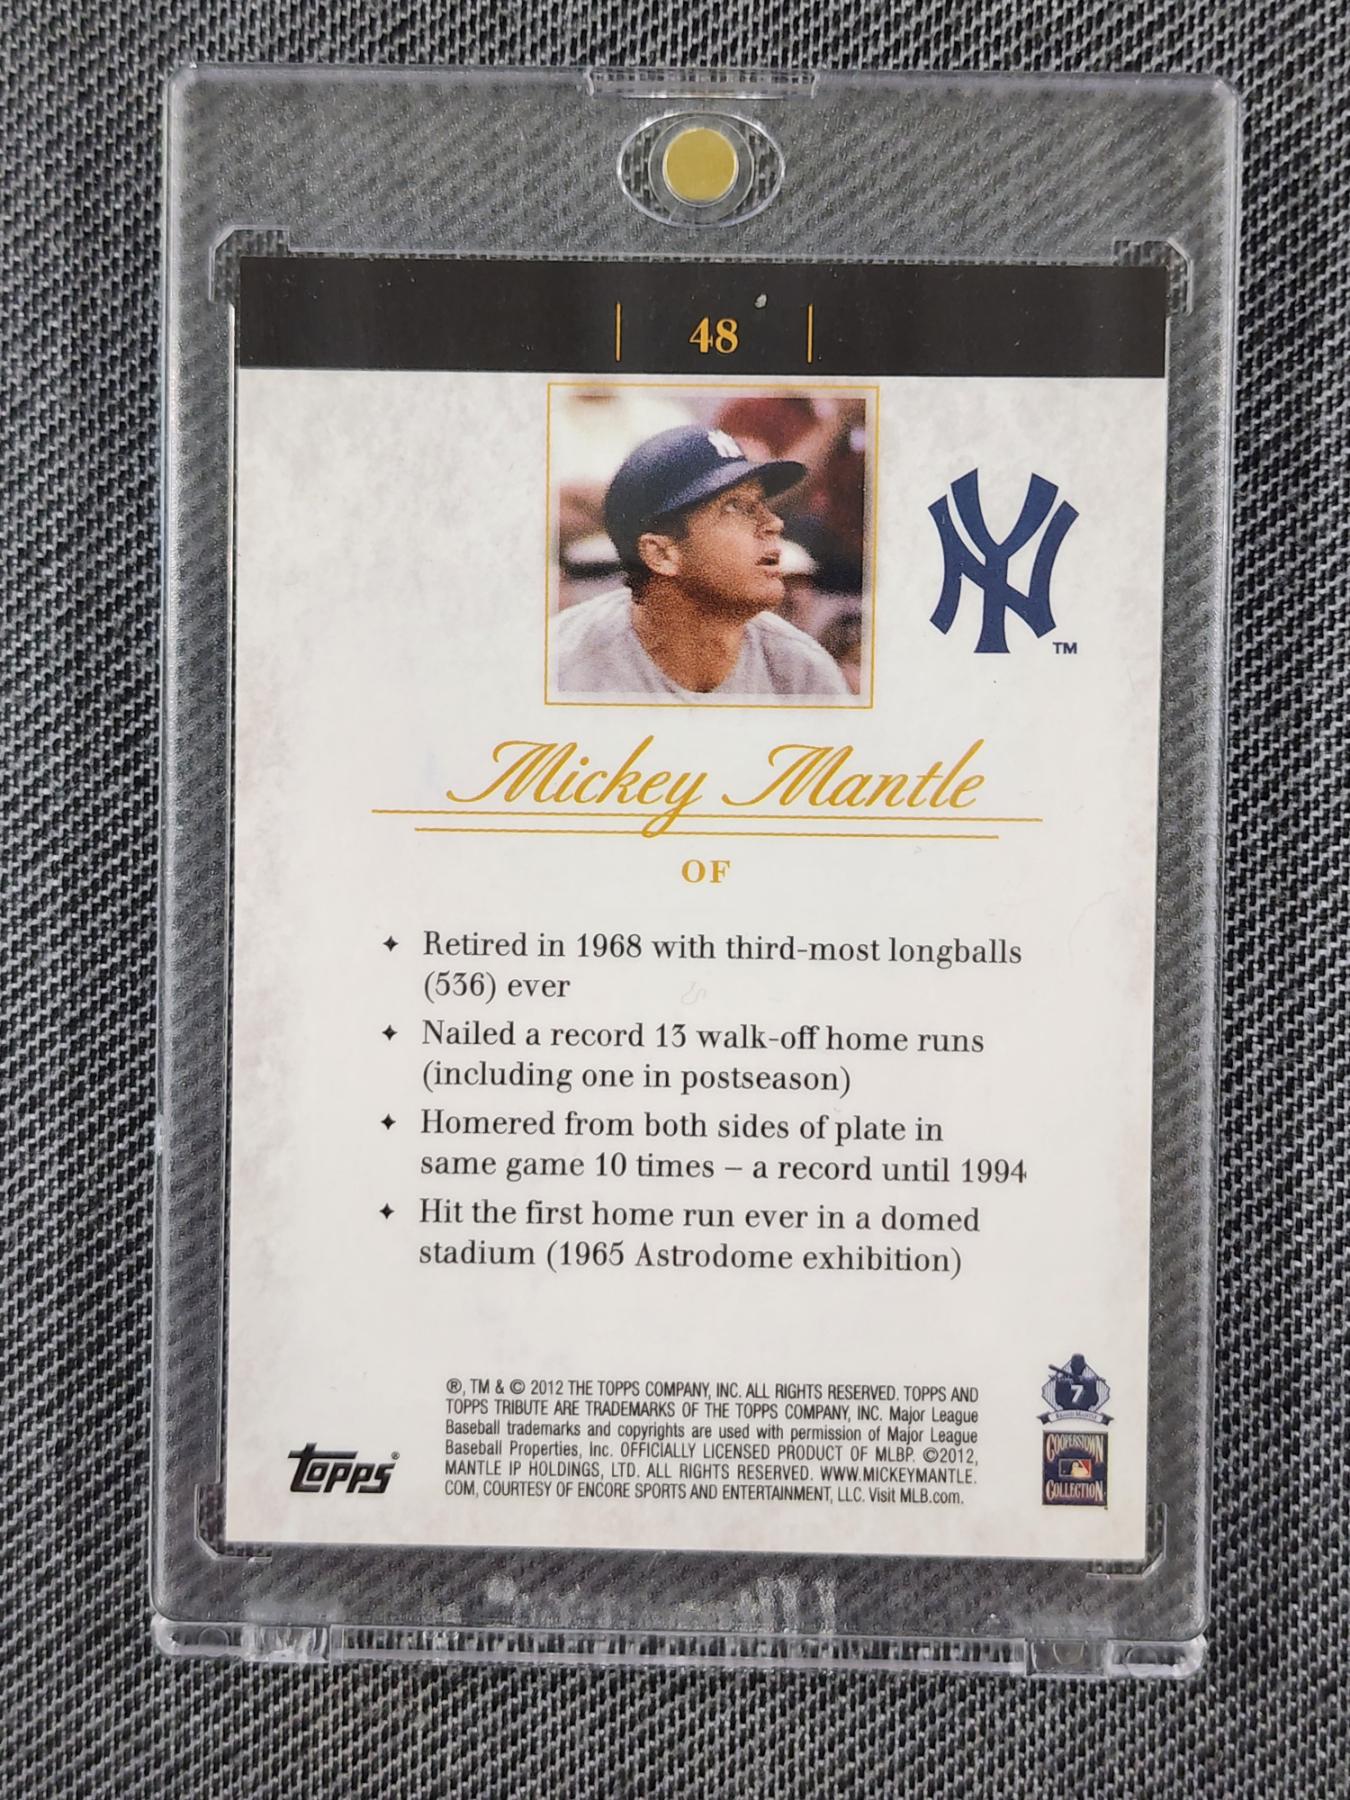 48
NY
TM
Mickey Mantle
OF
✦ Retired in 1968 with third-most longballs
(536) ever
✦ Nailed a record 13 walk-off home runs
(including one in postseason)
✦ Homered from both sides of plate in
same game 10 times – a record until 1994
✦ Hit the first home run ever in a domed
stadium (1965 Astrodome exhibition)
®, TM & © 2012 THE TOPPS COMPANY, INC. ALL RIGHTS RESERVED. TOPPS AND
TOPPS TRIBUTE ARE TRADEMARKS OF THE TOPPS COMPANY, INC. Major League
Baseball trademarks and copyrights are used with permission of Major League
Baseball Properties, Inc. OFFICIALLY LICENSED PRODUCT OF MLBP. ©2012,
MANTLE IP HOLDINGS, LTD. ALL RIGHTS RESERVED. WWW.MICKEYMANTLE.
COM, COURTESY OF ENCORE SPORTS AND ENTERTAINMENT, LLC. Visit MLB.com.
Topps®
7
COOPERSTOWN
COLLECTION